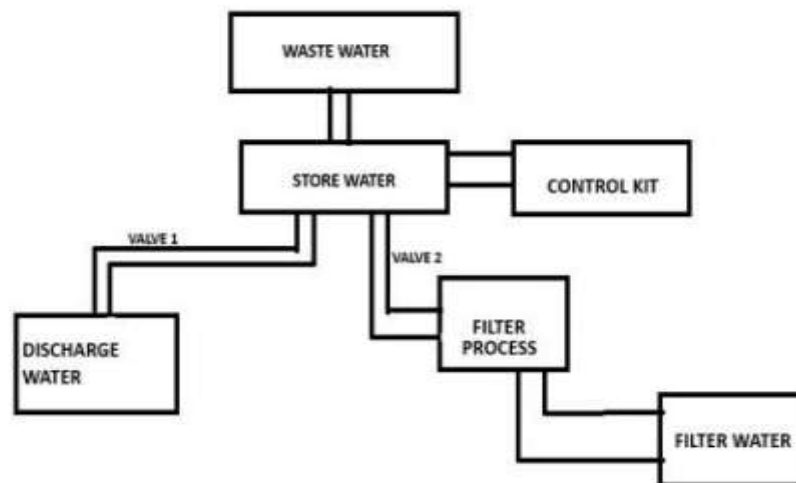 WASTE WATER
STORE WATER
CONTROL KIT
VALVE 1
VALVE 2
DISCHARGE
WATER
FILTER
PROCESS
FILTER WATER